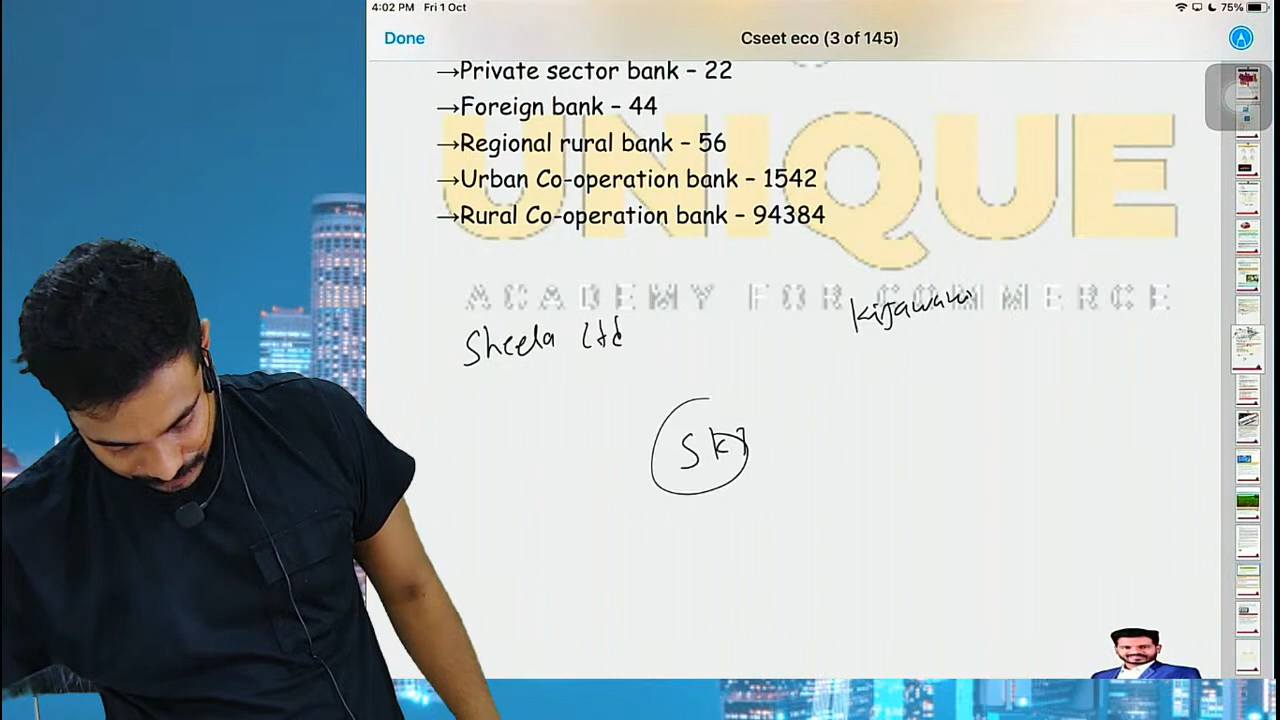 4:02 PM Fri 1 Oct
75%
Done
Cseet eco (3 of 145)
→Private sector bank – 22
→Foreign bank – 44
→Regional rural bank – 56
→Urban Co-operation bank – 1542
→Rural Co-operation bank – 94384
UNIQUE
ACADEMY FOR COMMERCE
Sheela Ltd